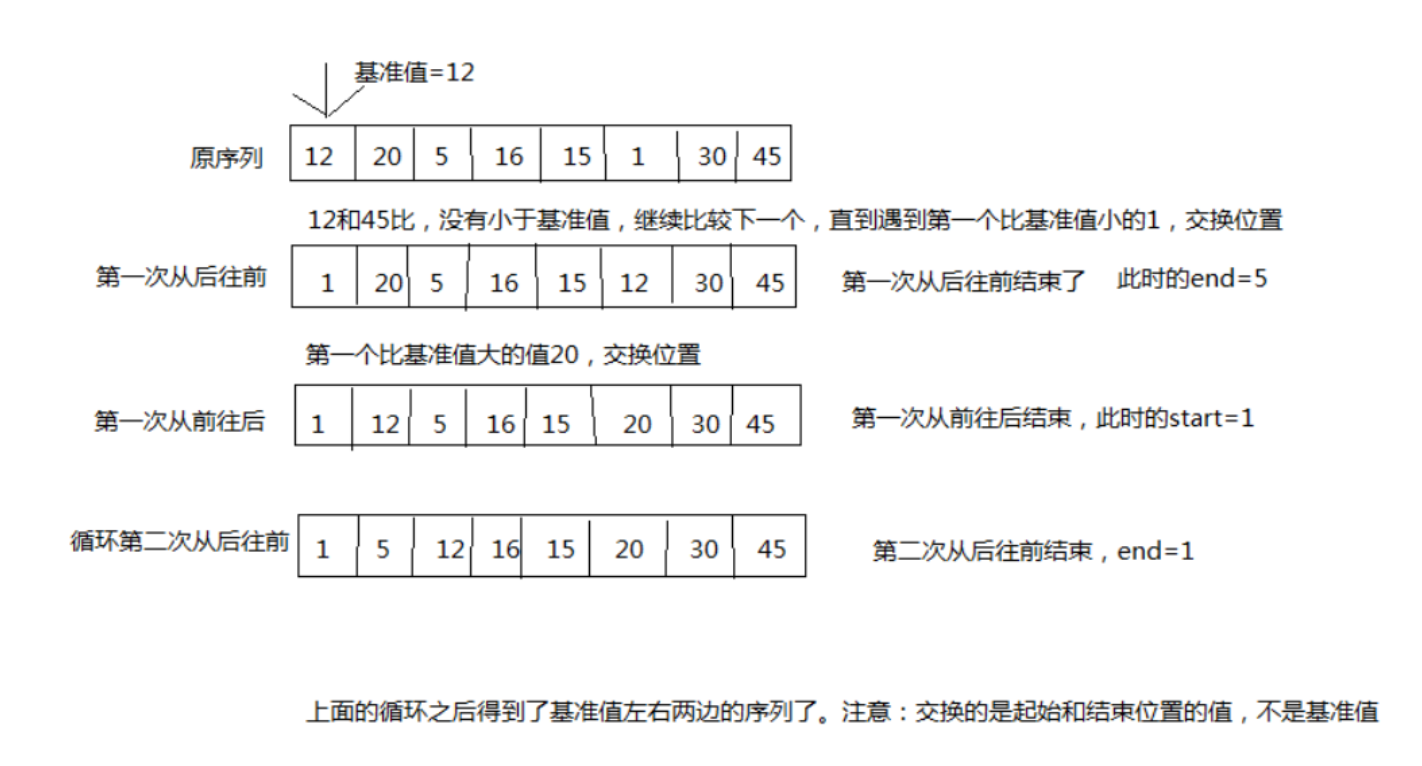 基准值=12
原序列 12 20 5 16 15 1 30 45
12和45比，没有小于基准值，继续比较下一个，直到遇到第一个比基准值小的1，交换位置
第一次从后往前 1 20 5 16 15 12 30 45 第一次从后往前结束了 此时的end=5
第一个比基准值大的值20，交换位置
第一次从前往后 1 12 5 16 15 20 30 45 第一次从前往后结束，此时的start=1
循环第二次从后往前 1 5 12 16 15 20 30 45 第二次从后往前结束，end=1
上面的循环之后得到了基准值左右两边的序列了。注意：交换的是起始和结束位置的值，不是基准值